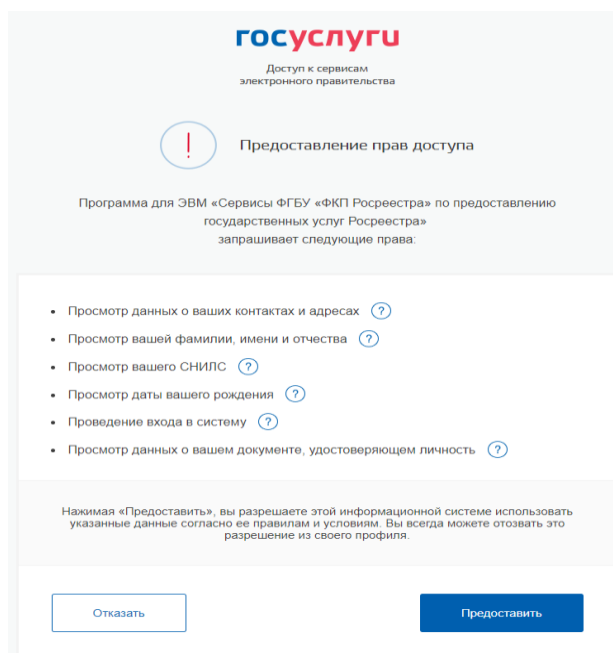 госуслуги
Доступ к сервисам
электронного правительства
! Предоставление прав доступа
Программа для ЭВМ «Сервисы ФГБУ «ФКП Росреестра» по предоставлению
государственных услуг Росреестра»
запрашивает следующие права:
• Просмотр данных о ваших контактах и адресах ?
• Просмотр вашей фамилии, имени и отчества ?
• Просмотр вашего СНИЛС ?
• Просмотр даты вашего рождения ?
• Проведение входа в систему ?
• Просмотр данных о вашем документе, удостоверяющем личность ?
Нажимая «Предоставить», вы разрешаете этой информационной системе использовать
указанные данные согласно ее правилам и условиям. Вы всегда можете отозвать это
разрешение из своего профиля.
Отказать Предоставить